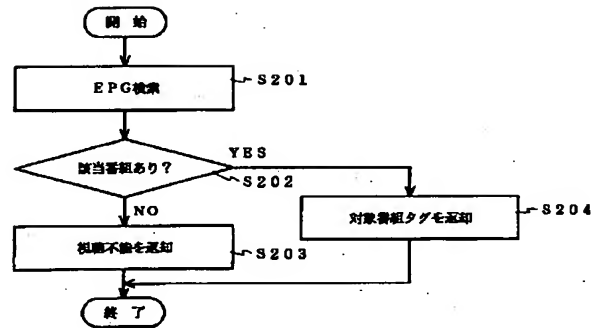 開 始
EPG検索
S201
該当番組あり?
YES
S202
NO
対象番組タグを返却
S204
視聴不能を返却
S203
終 了